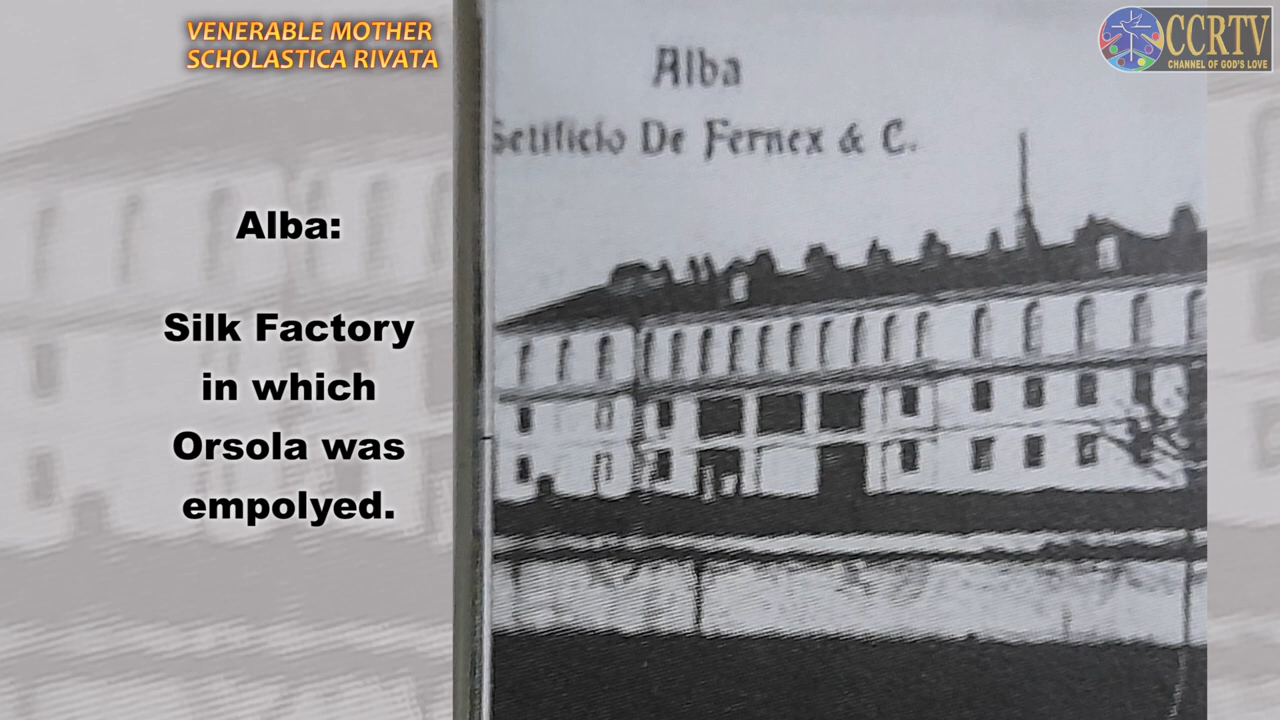 VENERABLE MOTHER
SCHOLASTICA RIVATA
CCRTV
CHANNEL OF GOD'S LOVE
Alba
Setificio De Fernex & C.
Alba:
Silk Factory
in which
Orsola was
empolyed.